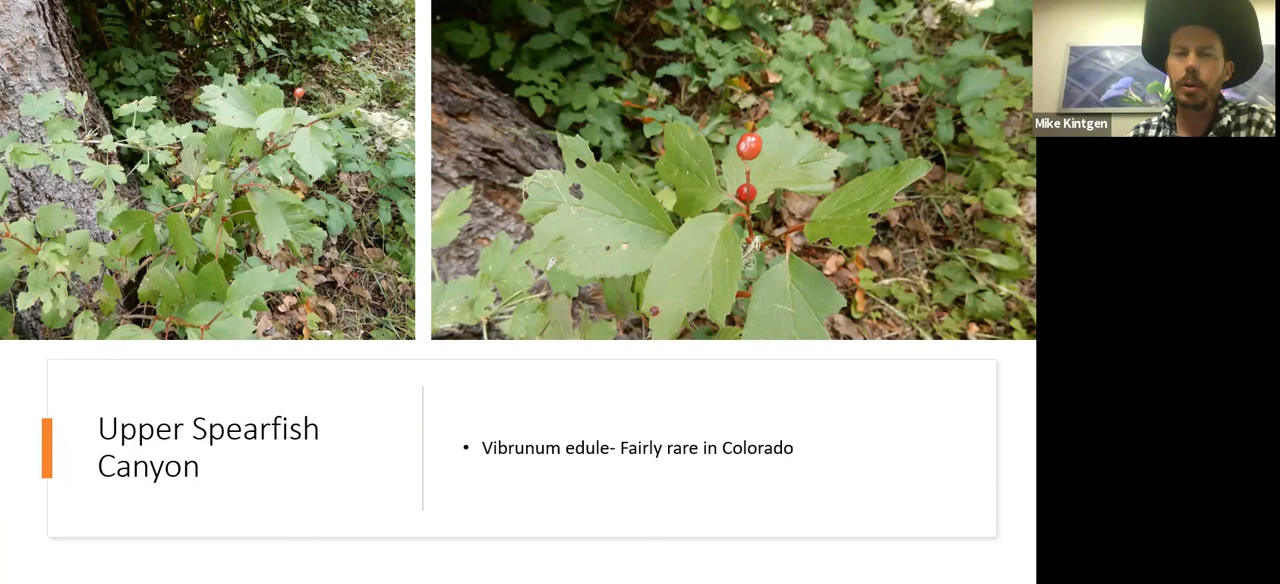 Mike Kintgen
Upper Spearfish
Canyon
• Vibrunum edule- Fairly rare in Colorado